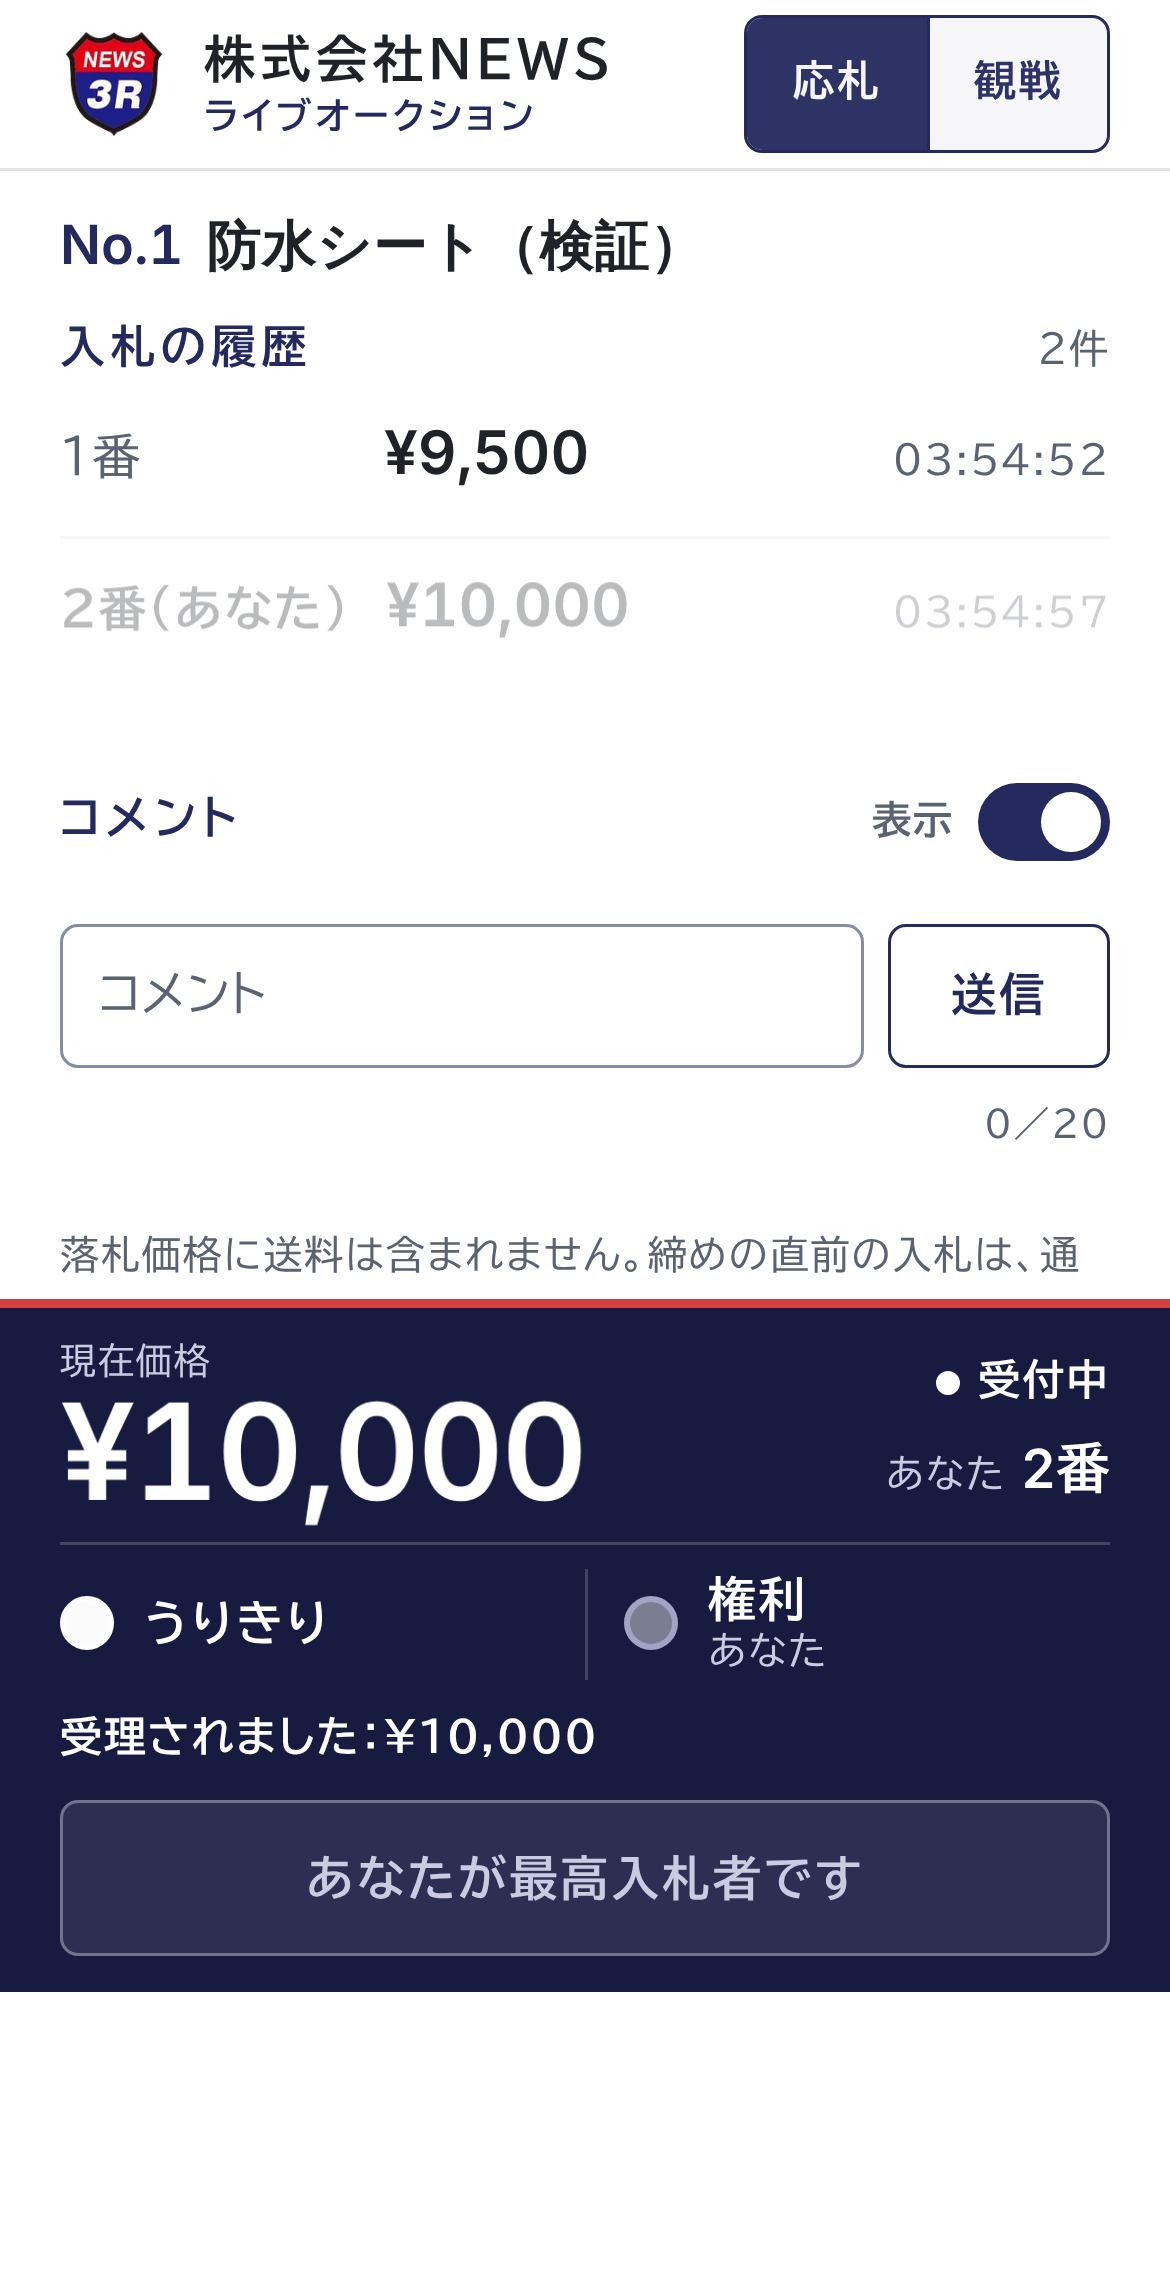 NEWS
3R
株式会社NEWS
ライブオークション
応札
観戦
No.1 防水シート（検証）
入札の履歴
2件
1番 ¥9,500 03:54:52
2番（あなた） ¥10,000 03:54:57
コメント
表示
コメント
送信
0／20
落札価格に送料は含まれません。締めの直前の入札は、通
現在価格
¥10,000
受付中
あなた 2番
うりきり
権利
あなた
受理されました：¥10,000
あなたが最高入札者です